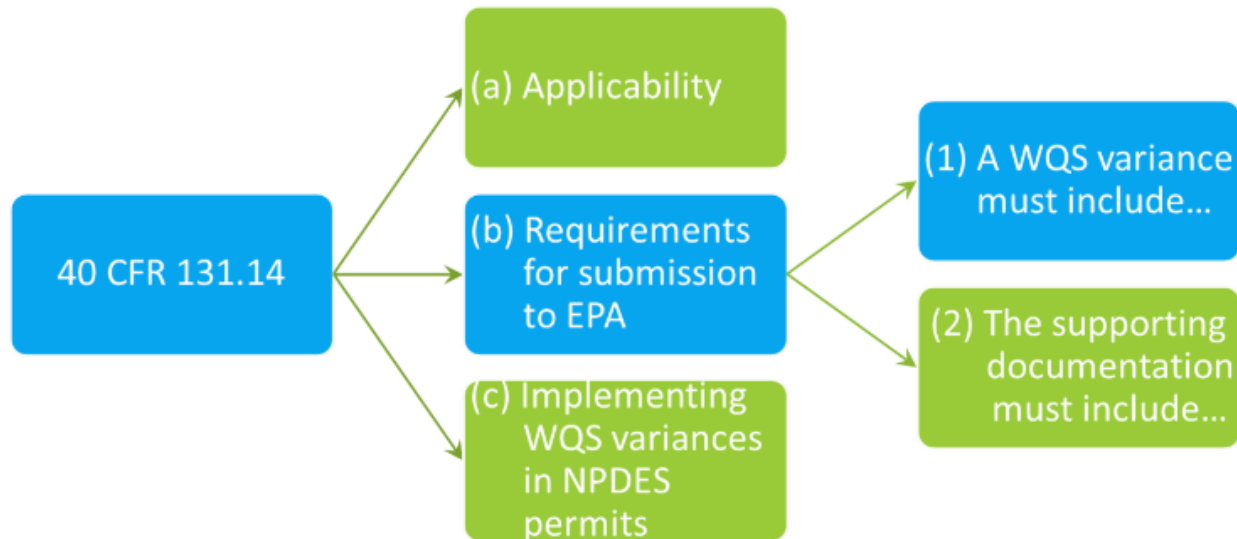 40 CFR 131.14
(a) Applicability
(b) Requirements
for submission
to EPA
(c) Implementing
WQS variances
in NPDES
permits
(1) A WQS variance
must include...
(2) The supporting
documentation
must include...